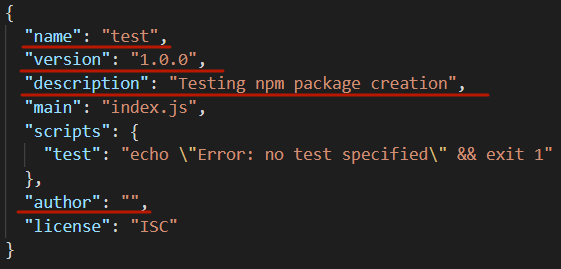 {
"name": "test",
"version": "1.0.0",
"description": "Testing npm package creation",
"main": "index.js",
"scripts": {
"test": "echo \"Error: no test specified\" && exit 1"
},
"author": "",
"license": "ISC"
}